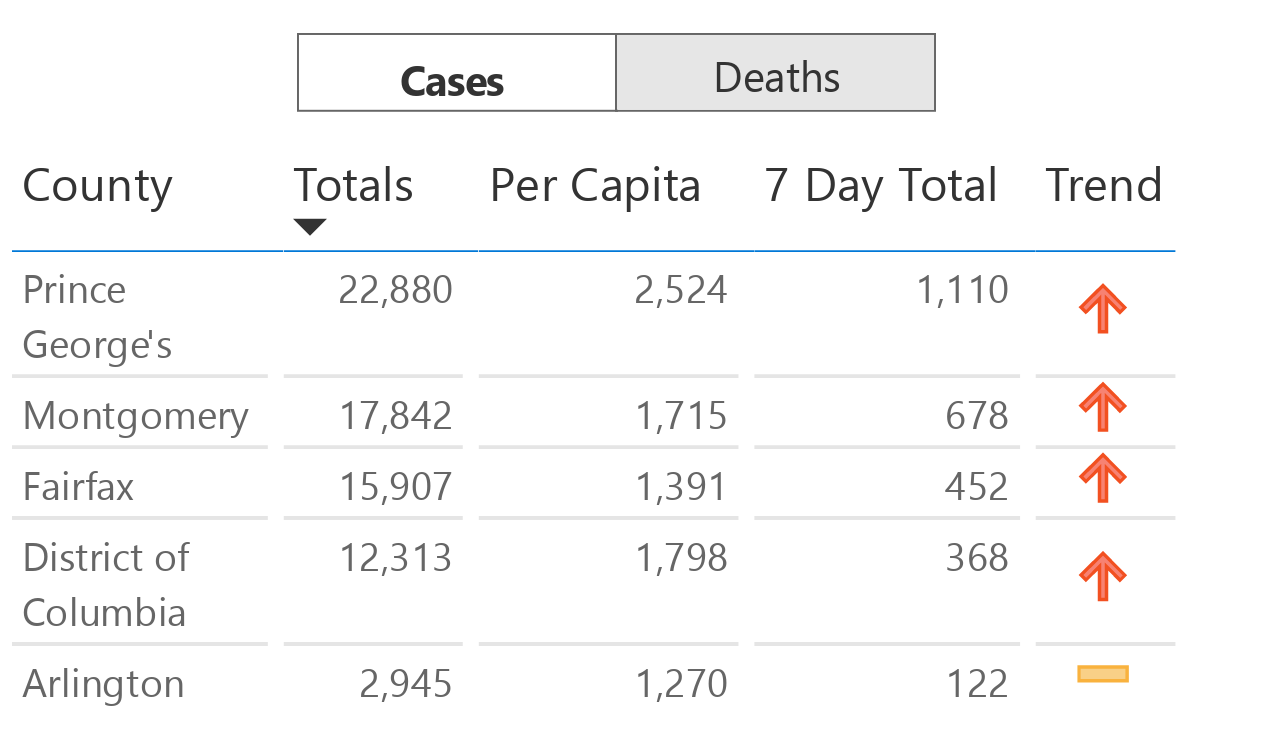 Cases Deaths
County Totals Per Capita 7 Day Total Trend
Prince 22,880 2,524 1,110
George's
Montgomery 17,842 1,715 678
Fairfax 15,907 1,391 452
District of 12,313 1,798 368
Columbia
Arlington 2,945 1,270 122